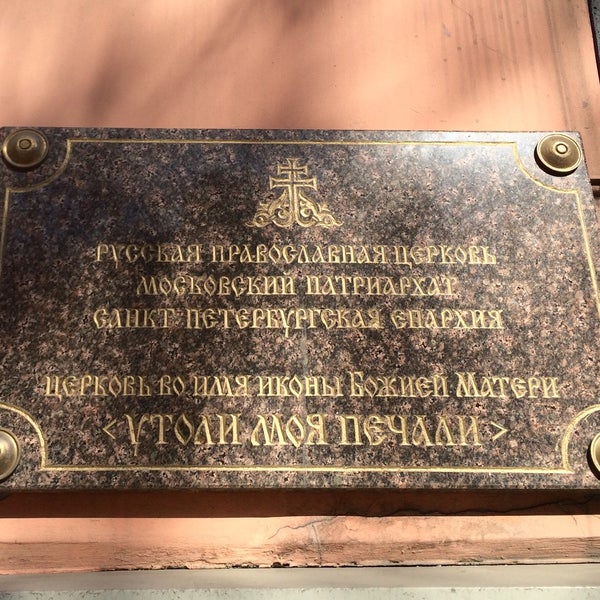 РУССКАЯ ПРАВОСЛАВНАЯ ЦЕРКОВЬ
МОСКОВСКИЙ ПАТРИАРХАТ
САНКТ-ПЕТЕРБУРГСКАЯ ЕПАРХИЯ
ЦЕРКОВЬ ВО ИМЯ ИКОНЫ БОЖИЕЙ МАТЕРИ
<УТОЛИ МОЯ ПЕЧАЛИ>